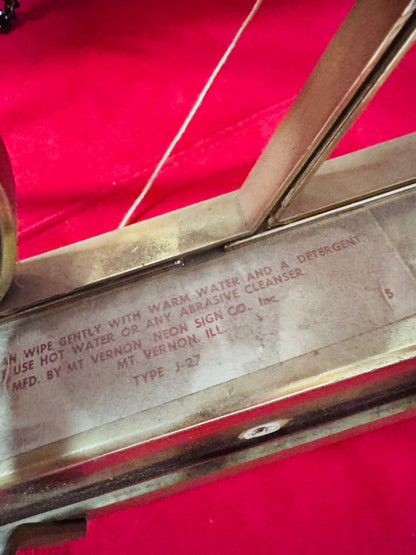 AN WIPE GENTLY WITH WARM WATER AND A DETERGENT
USE HOT WATER OR ANY ABRASIVE CLEANSER.
MFD. BY MT VERNON NEON SIGN CO., Inc.
MT. VERNON, ILL.
TYPE J-27
5